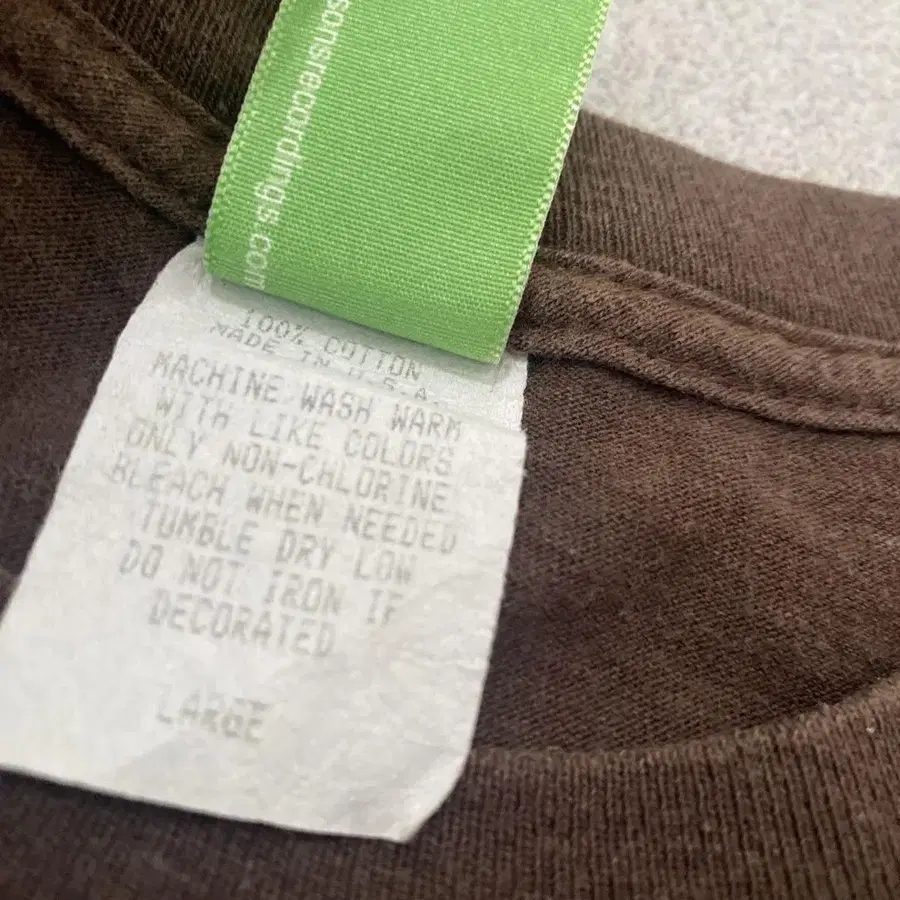 sonsrecordings.com
100% COTTON
MADE IN U.S.A.
MACHINE WASH WARM
WITH LIKE COLORS
ONLY NON-CHLORINE
BLEACH WHEN NEEDED
TUMBLE DRY LOW
DO NOT IRON IF
DECORATED
LARGE